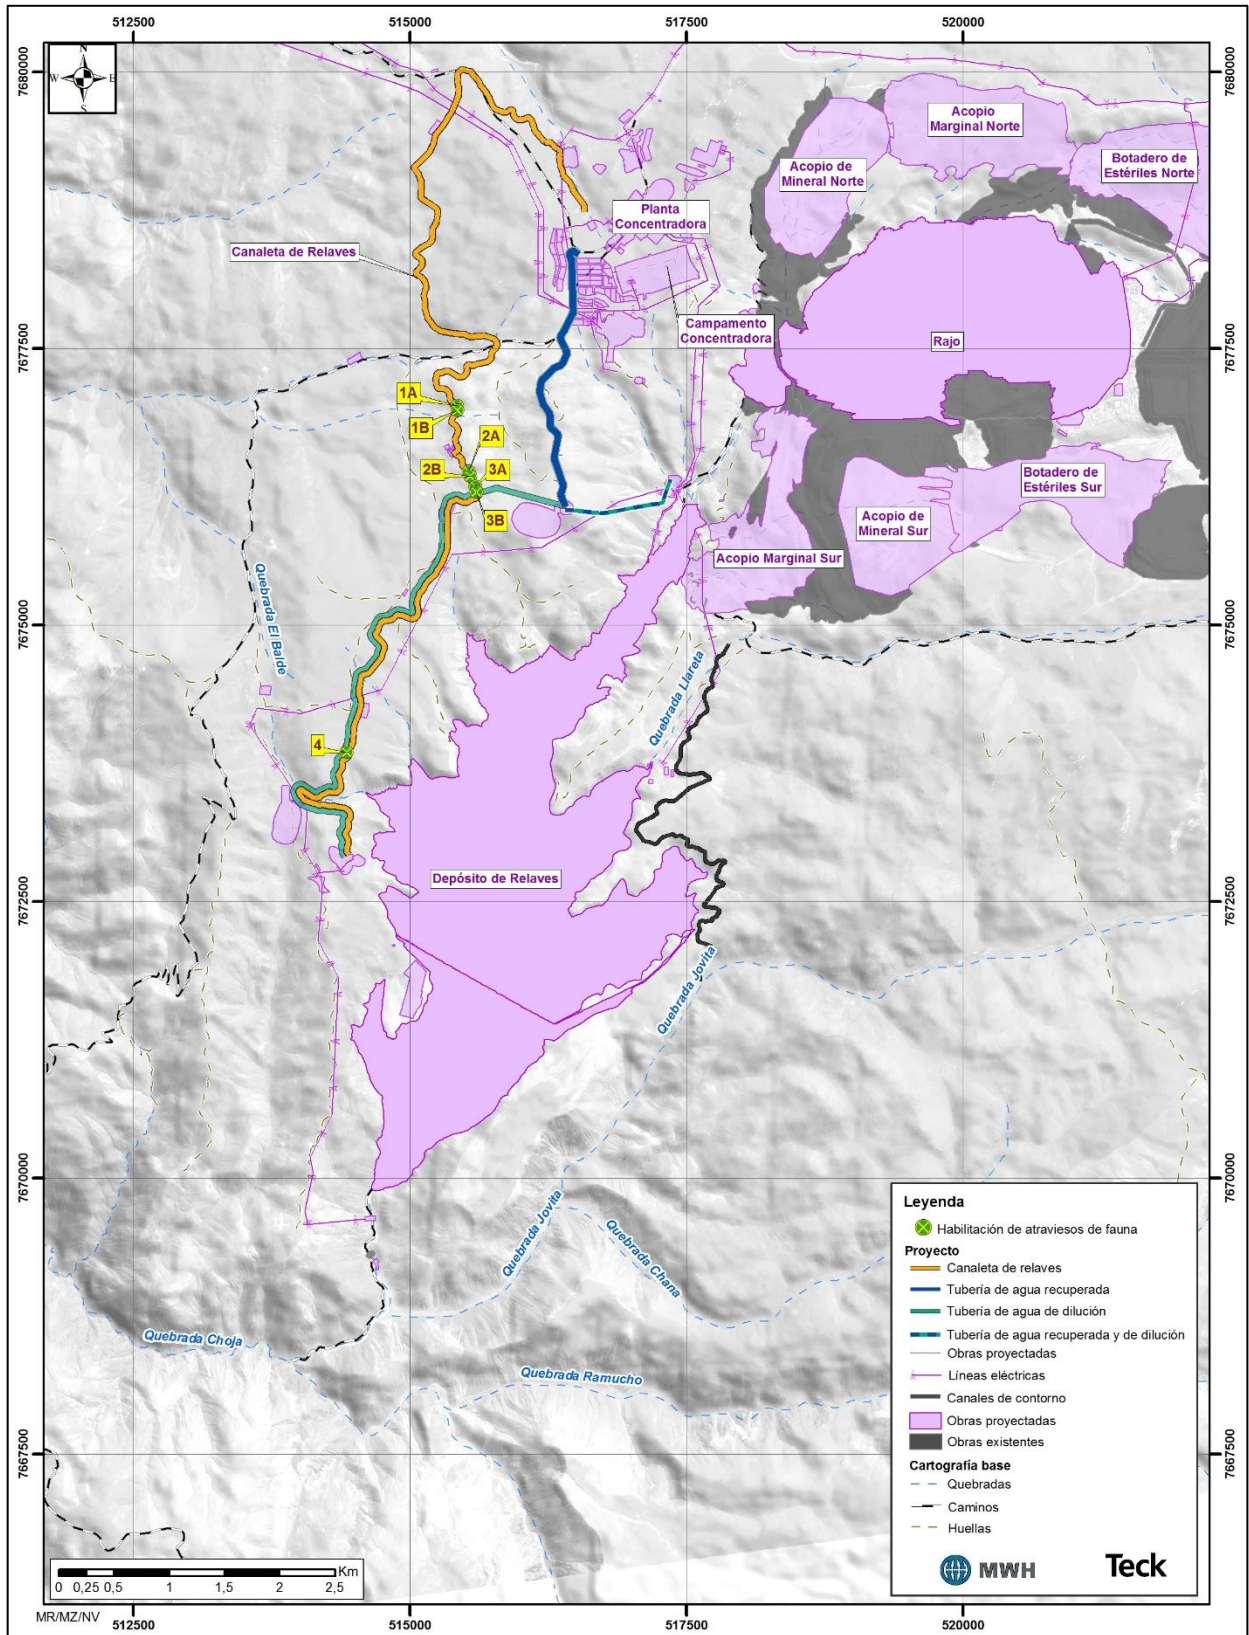 512500
515000
517500
520000
7680000
7680000
N
W
E
S
Acopio
Marginal Norte
Botadero de
Estériles Norte
Acopio de
Mineral Norte
Planta
Concentradora
Canaleta de Relaves
Campamento
Concentradora
Rajo
7677500
7677500
1A
1B
2A
2B
3A
3B
Botadero de
Estériles Sur
Acopio de
Mineral Sur
Acopio Marginal Sur
Quebrada El Balde
7675000
7675000
Quebrada Llareta
4
Depósito de Relaves
7672500
7672500
Quebrada Jovita
7670000
7670000
Quebrada Jovita
Quebrada Chana
Quebrada Choja
Quebrada Ramucho
7667500
7667500
Leyenda
Habilitación de atraviesos de fauna
Proyecto
Canaleta de relaves
Tubería de agua recuperada
Tubería de agua de dilución
Tubería de agua recuperada y de dilución
Obras proyectadas
Líneas eléctricas
Canales de contorno
Obras proyectadas
Obras existentes
Cartografía base
Quebradas
Caminos
Huellas
MWH
Teck
Km
0 0,25 0,5 1 1,5 2 2,5
MR/MZ/NV
512500
515000
517500
520000